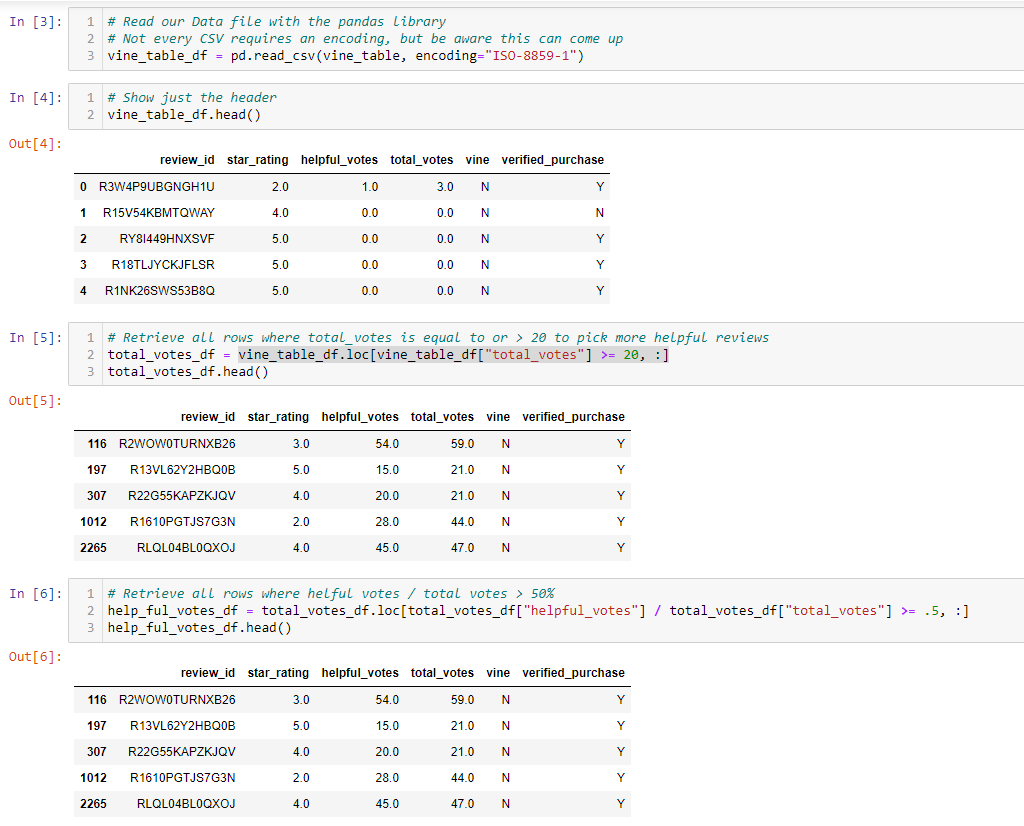 In [3]:
1 # Read our Data file with the pandas library
2 # Not every CSV requires an encoding, but be aware this can come up
3 vine_table_df = pd.read_csv(vine_table, encoding="ISO-8859-1")
In [4]:
1 # Show just the header
2 vine_table_df.head()
Out[4]:
review_id star_rating helpful_votes total_votes vine verified_purchase
0 R3W4P9UBGNGH1U 2.0 1.0 3.0 N Y
1 R15V54KBMTQWAY 4.0 0.0 0.0 N N
2 RY8I449HNXSVF 5.0 0.0 0.0 N Y
3 R18TLJYCKJFLSR 5.0 0.0 0.0 N Y
4 R1NK26SWS53B8Q 5.0 0.0 0.0 N Y
In [5]:
1 # Retrieve all rows where total_votes is equal to or > 20 to pick more helpful reviews
2 total_votes_df = vine_table_df.loc[vine_table_df["total_votes"] >= 20, :]
3 total_votes_df.head()
Out[5]:
review_id star_rating helpful_votes total_votes vine verified_purchase
116 R2WOW0TURNXB26 3.0 54.0 59.0 N Y
197 R13VL62Y2HBQ0B 5.0 15.0 21.0 N Y
307 R22G55KAPZKJQV 4.0 20.0 21.0 N Y
1012 R1610PGTJS7G3N 2.0 28.0 44.0 N Y
2265 RLQL04BL0QXOJ 4.0 45.0 47.0 N Y
In [6]:
1 # Retrieve all rows where helful votes / total votes > 50%
2 help_ful_votes_df = total_votes_df.loc[total_votes_df["helpful_votes"] / total_votes_df["total_votes"] >= .5, :]
3 help_ful_votes_df.head()
Out[6]:
review_id star_rating helpful_votes total_votes vine verified_purchase
116 R2WOW0TURNXB26 3.0 54.0 59.0 N Y
197 R13VL62Y2HBQ0B 5.0 15.0 21.0 N Y
307 R22G55KAPZKJQV 4.0 20.0 21.0 N Y
1012 R1610PGTJS7G3N 2.0 28.0 44.0 N Y
2265 RLQL04BL0QXOJ 4.0 45.0 47.0 N Y